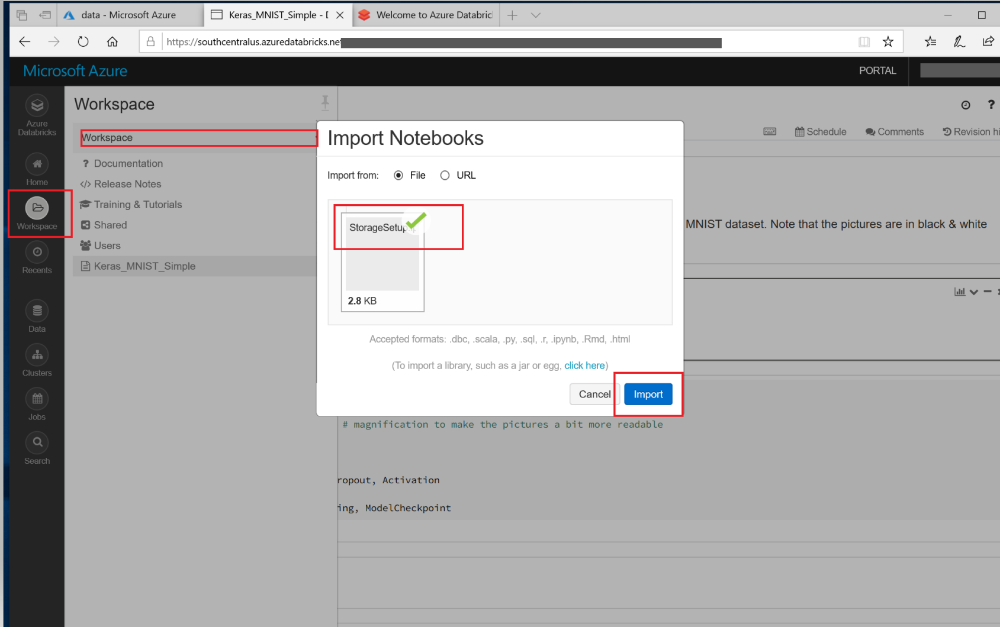 data - Microsoft Azure
Keras_MNIST_Simple - D
Welcome to Azure Databric
https://southcentralus.azuredatabricks.net
Microsoft Azure
PORTAL
Azure
Databricks
Home
Workspace
Recents
Data
Clusters
Jobs
Search
Workspace
Workspace
? Documentation
</> Release Notes
Training & Tutorials
Shared
Users
Keras_MNIST_Simple
?
Schedule
Comments
Revision hi
Import Notebooks
Import from:
File
URL
StorageSetup.ip
2.8 KB
Accepted formats: .dbc, .scala, .py, .sql, .r, .ipynb, .Rmd, .html
(To import a library, such as a jar or egg, click here)
Cancel
Import
MNIST dataset. Note that the pictures are in black & white
# magnification to make the pictures a bit more readable
ropout, Activation
ing, ModelCheckpoint